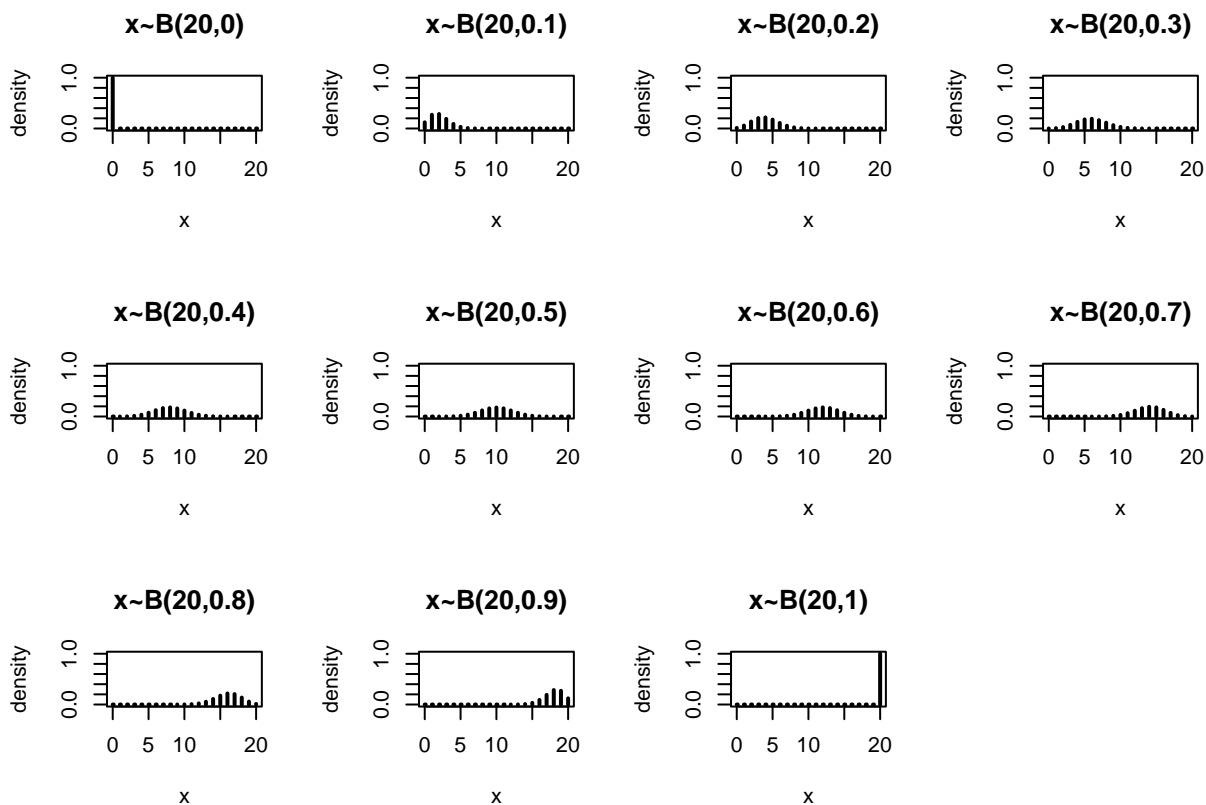 x~B(20,0)
density
0.0 1.0
0 5 10 20
x
x~B(20,0.1)
density
0.0 1.0
0 5 10 20
x
x~B(20,0.2)
density
0.0 1.0
0 5 10 20
x
x~B(20,0.3)
density
0.0 1.0
0 5 10 20
x
x~B(20,0.4)
density
0.0 1.0
0 5 10 20
x
x~B(20,0.5)
density
0.0 1.0
0 5 10 20
x
x~B(20,0.6)
density
0.0 1.0
0 5 10 20
x
x~B(20,0.7)
density
0.0 1.0
0 5 10 20
x
x~B(20,0.8)
density
0.0 1.0
0 5 10 20
x
x~B(20,0.9)
density
0.0 1.0
0 5 10 20
x
x~B(20,1)
density
0.0 1.0
0 5 10 20
x